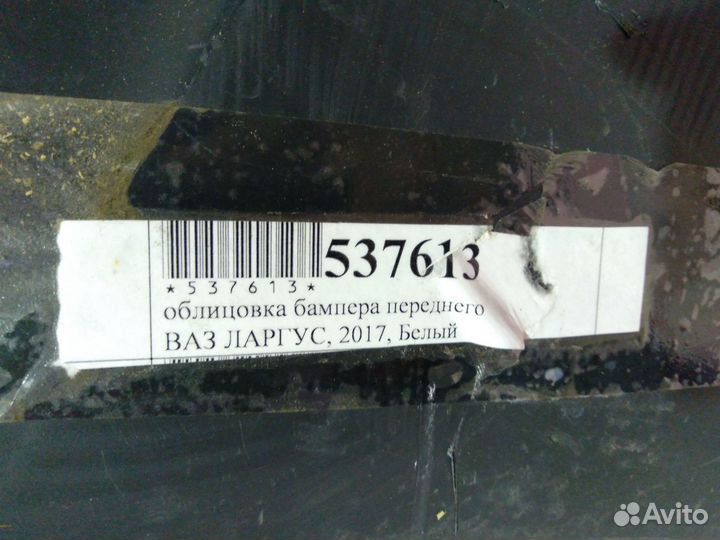 537613
*537613*
облицовка бампера переднего
ВАЗ ЛАРГУС, 2017, Белый
Avito